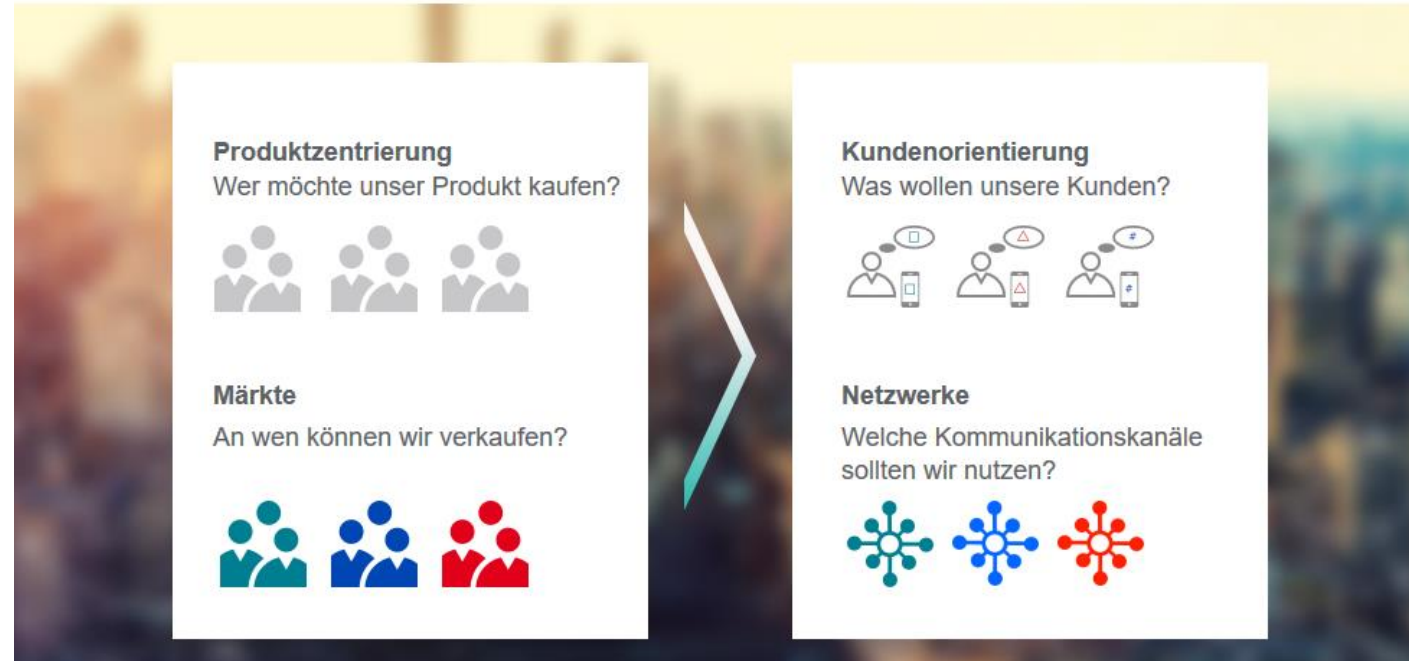 Produktzentrierung
Wer möchte unser Produkt kaufen?
Märkte
An wen können wir verkaufen?
Kundenorientierung
Was wollen unsere Kunden?
#
#
Netzwerke
Welche Kommunikationskanäle
sollten wir nutzen?